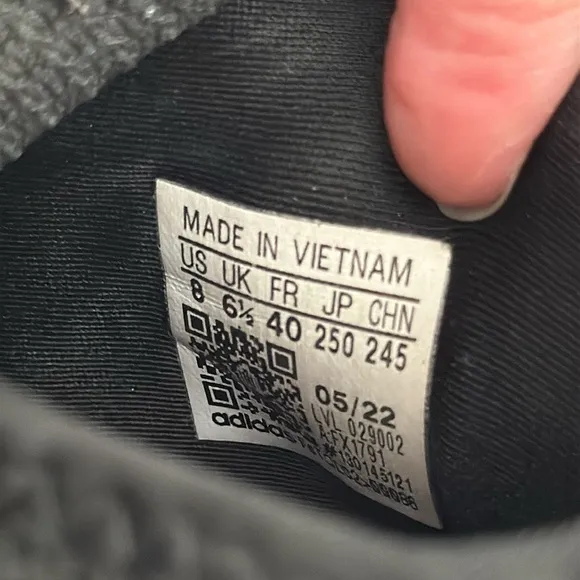 MADE IN VIETNAM
US UK FR JP CHN
8 6½ 40 250 245
05/22
LVL 029002
A-FX1791
#130145121
adidas